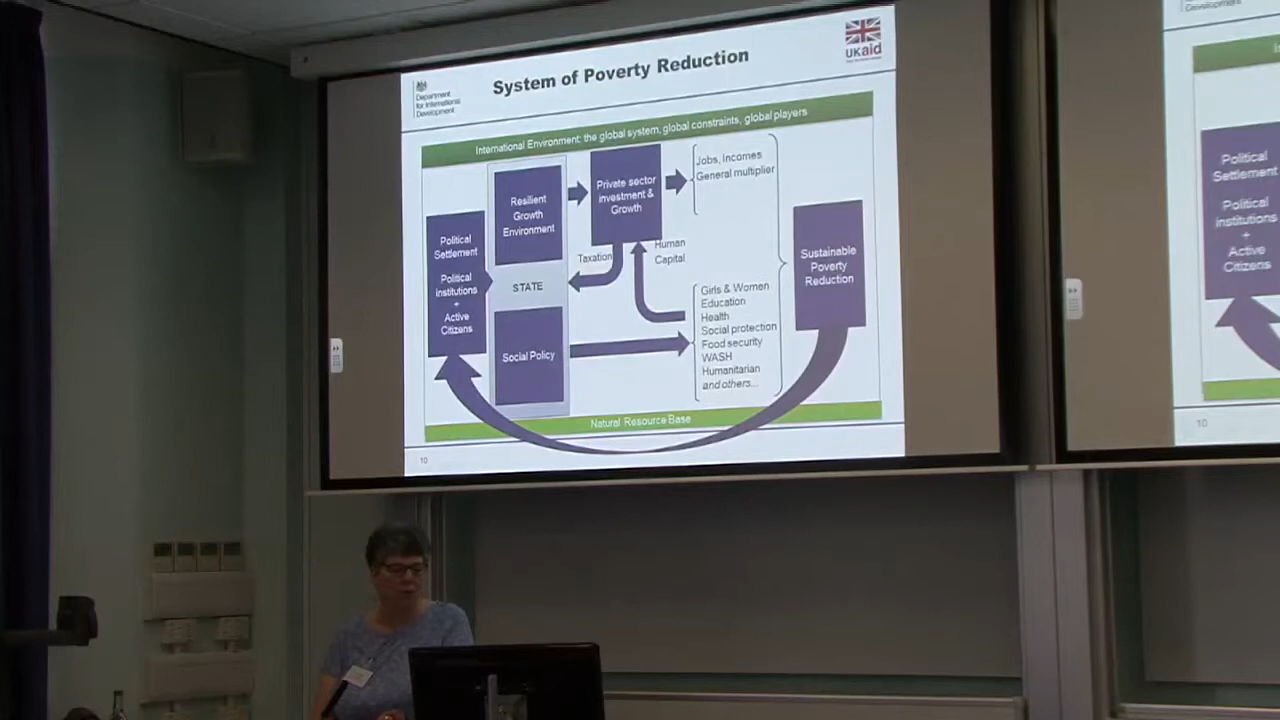 System of Poverty Reduction
Department
for International
Development
UKaid
International Environment: the global system, global constraints, global players
Political
Settlement
Political
institutions
+
Active
Citizens
Resilient
Growth
Environment
STATE
Social Policy
Private sector
investment &
Growth
Taxation
Human
Capital
Jobs, Incomes
General multiplier
Girls & Women
Education
Health
Social protection
Food security
WASH
Humanitarian
and others...
Sustainable
Poverty
Reduction
Natural Resource Base
10
Development
Political
Settlement
Political
institutions
+
Active
Citizens
10